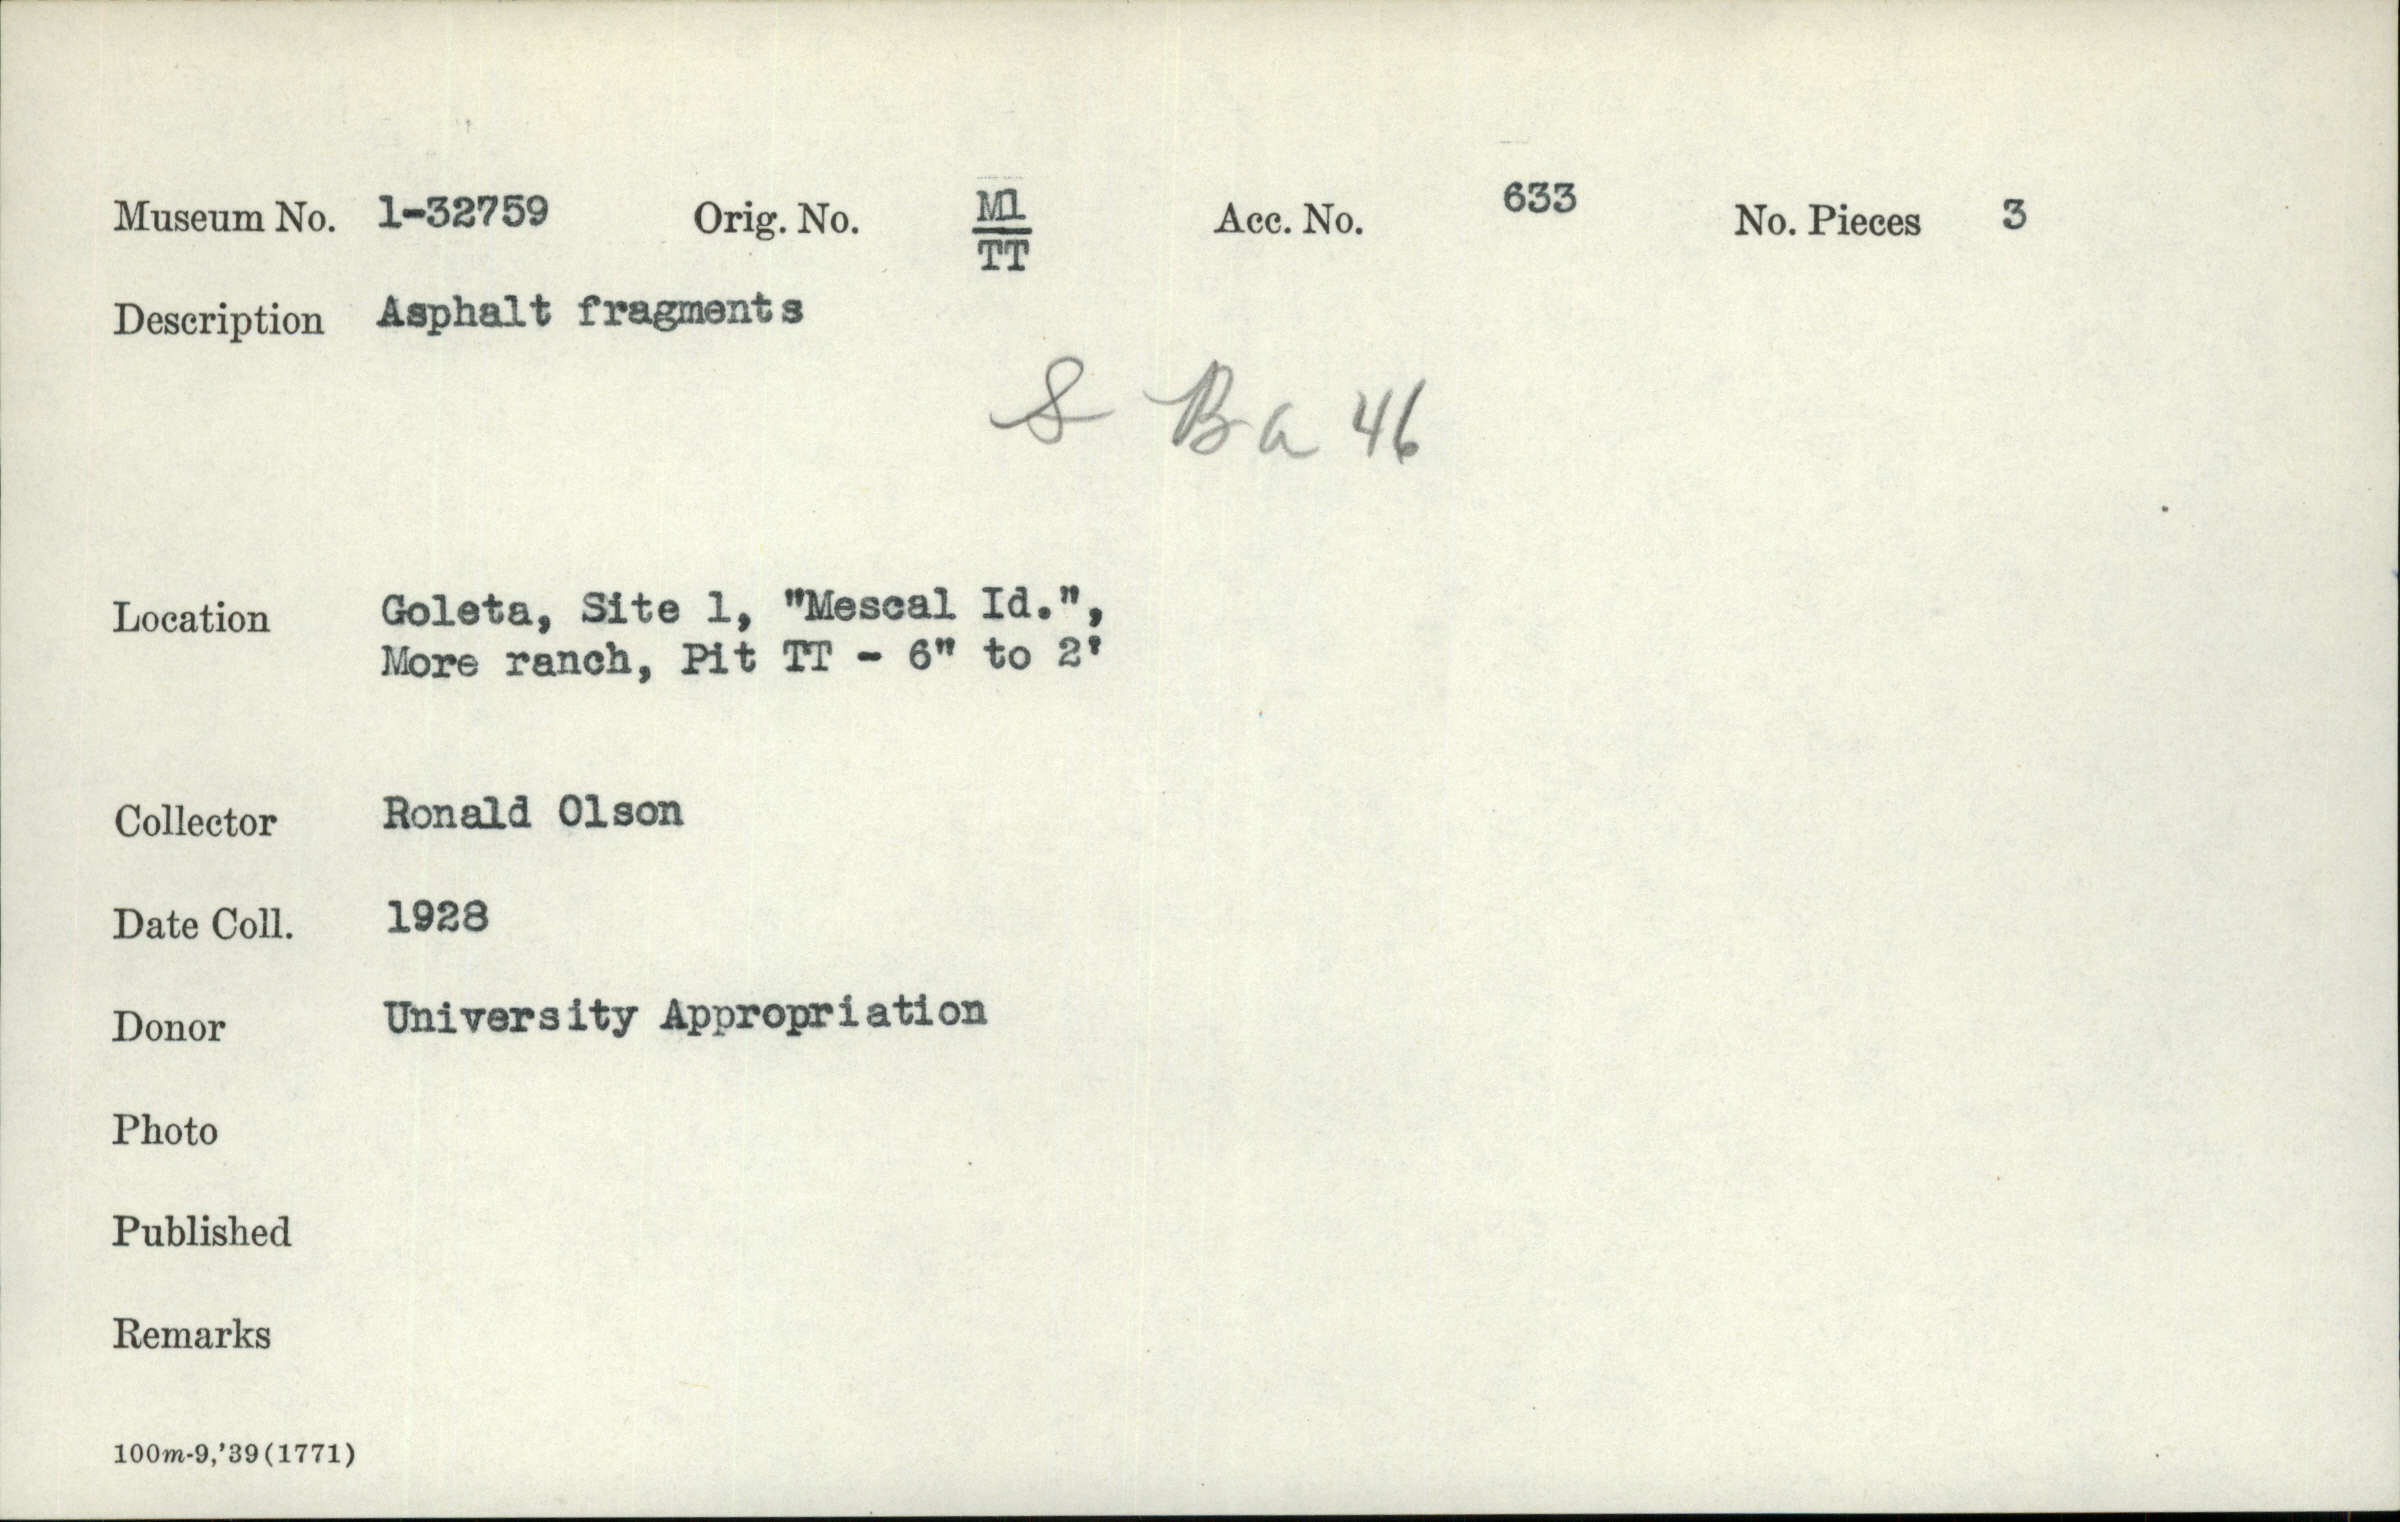 Museum No. 1-32759 Orig. No. M1/TT Acc. No. 633 No. Pieces 3
Description Asphalt fragments
S Ba 46
Location Goleta, Site 1, "Mescal Id.",
More ranch, Pit TT - 6" to 2'
Collector Ronald Olson
Date Coll. 1928
Donor University Appropriation
Photo
Published
Remarks
100m-9,'39(1771)